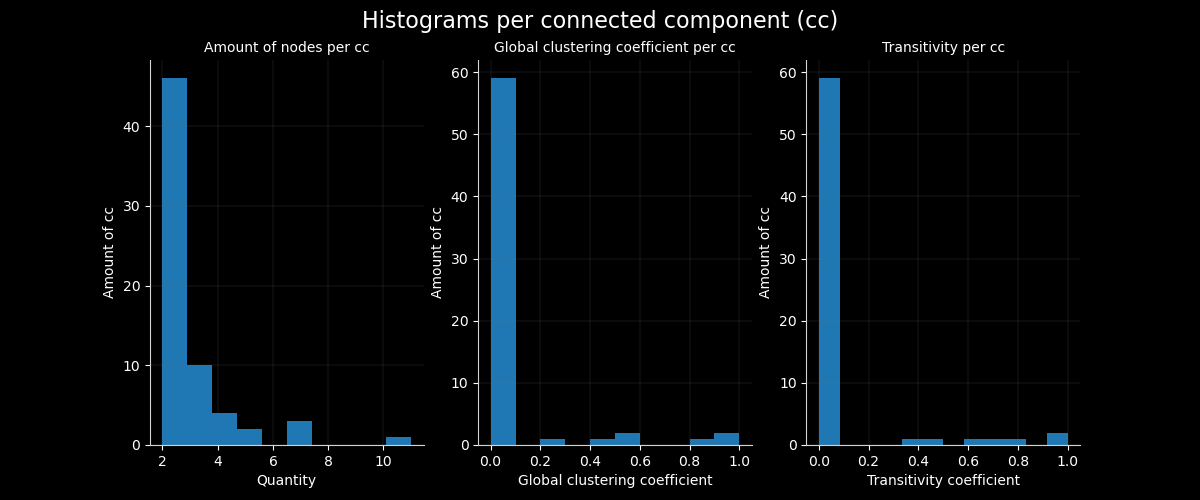 Histograms per connected component (cc)
Amount of nodes per cc
Amount of cc
0
10
20
30
40
2 4 6 8 10
Quantity
Global clustering coefficient per cc
Amount of cc
60
50
40
30
20
10
0
0.0 0.2 0.4 0.6 0.8 1.0
Global clustering coefficient
Transitivity per cc
Amount of cc
60
50
40
30
20
10
0
0.0 0.2 0.4 0.6 0.8 1.0
Transitivity coefficient